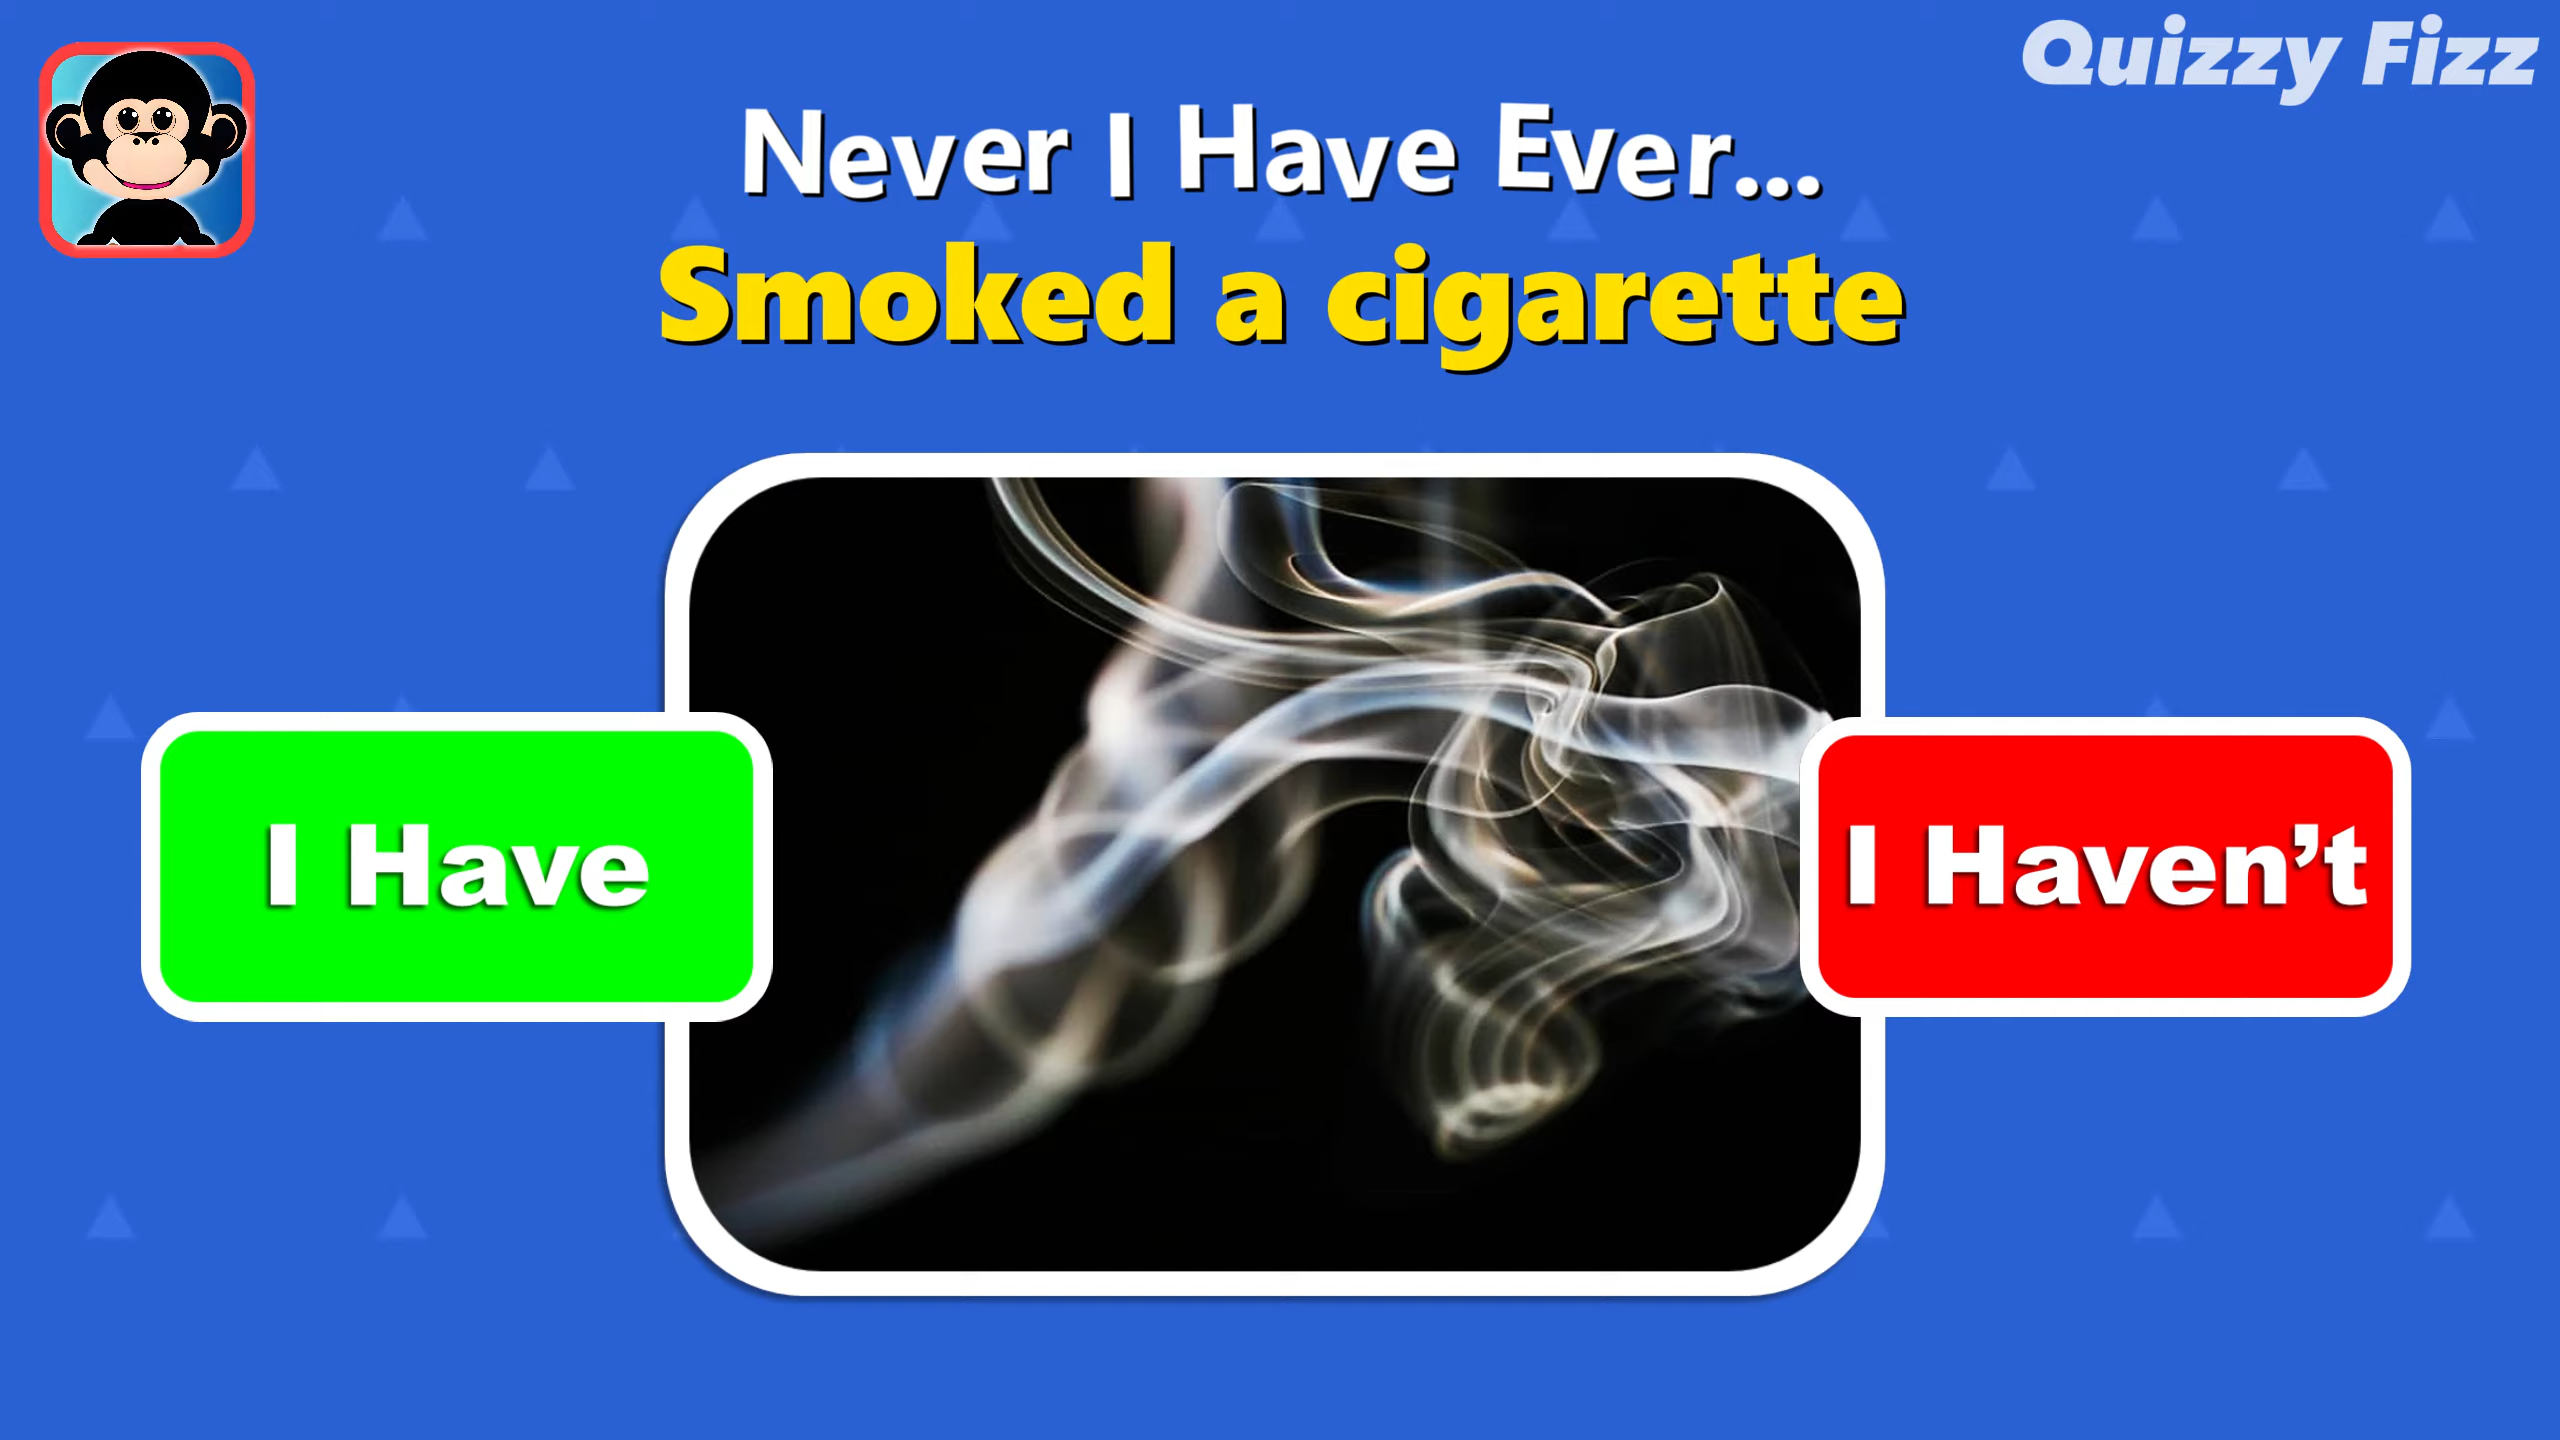 Quizzy Fizz
Never I Have Ever...
Smoked a cigarette
I Have
I Haven’t